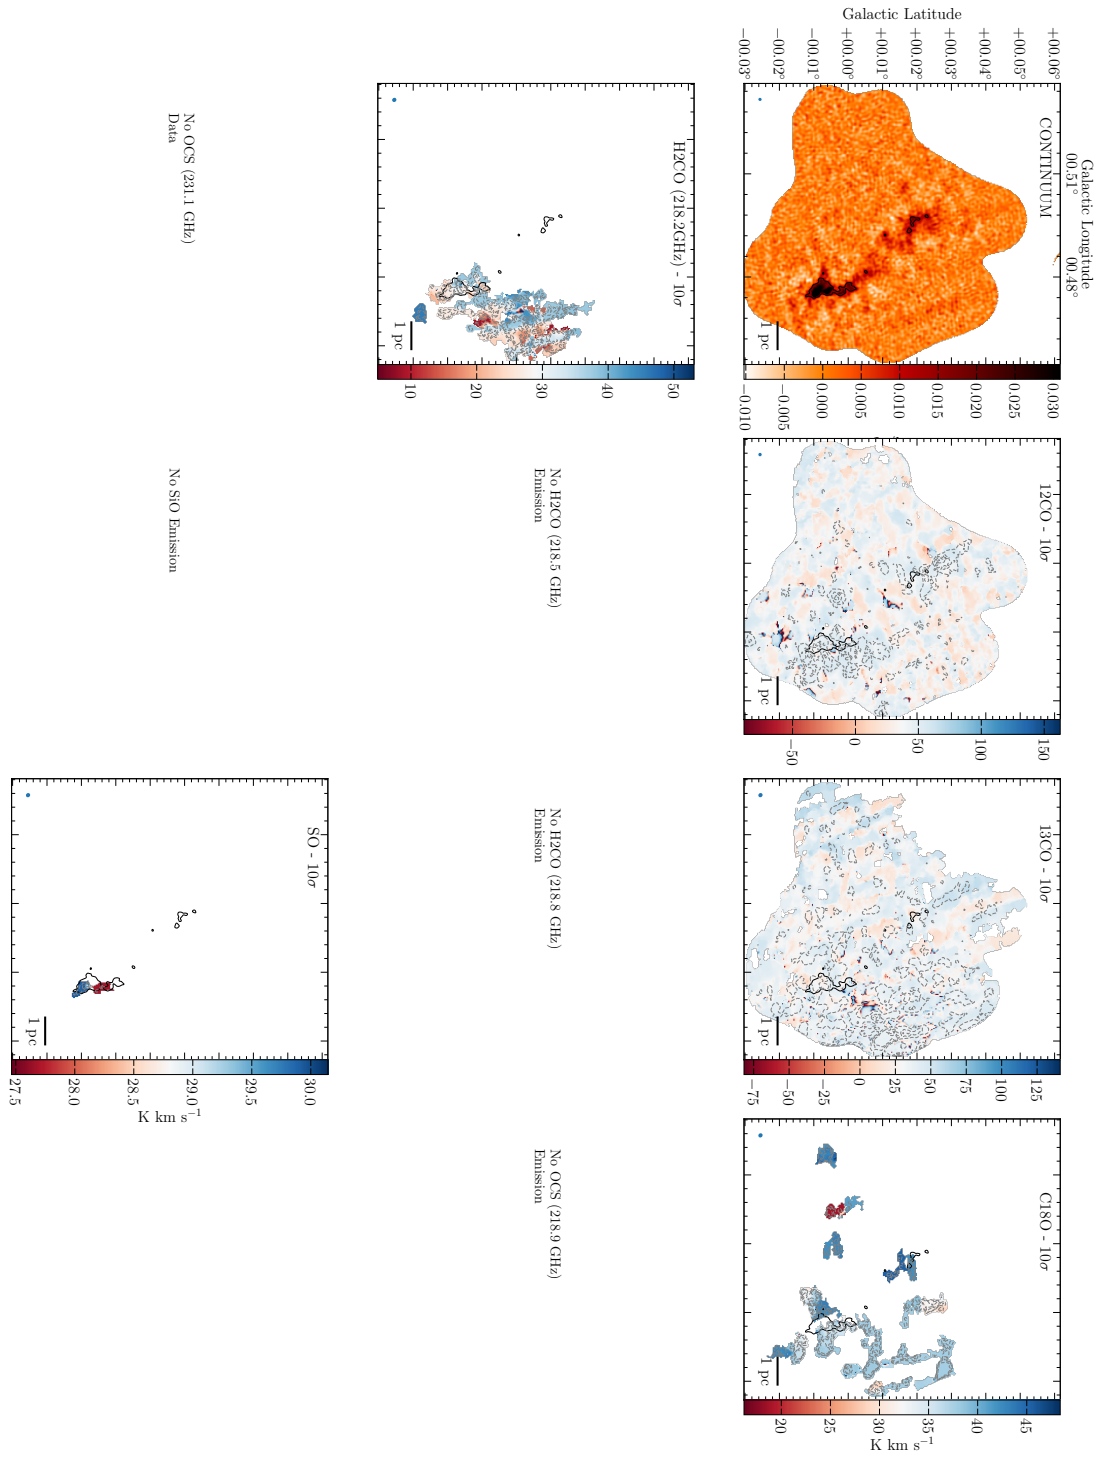 Galactic Longitude
00.51°
00.48°
Galactic Latitude
+00.06°
+00.05°
+00.04°
+00.02°
+00.01°
+00.00°
−00.01°
−00.02°
−00.03°
CONTINUUM
1 pc
0.030
0.025
0.020
0.015
0.010
0.005
0.000
−0.005
−0.010
12CO - 10σ
1 pc
150
100
50
0
−50
13CO - 10σ
1 pc
125
100
75
50
25
0
−25
−50
−75
C18O - 10σ
1 pc
45
40
35
30
25
20
K km s⁻¹
H2CO (218.2GHz) - 10σ
1 pc
50
40
30
20
10
No H2CO (218.5 GHz)
Emission
No H2CO (218.8 GHz)
Emission
No OCS (218.9 GHz)
Emission
No OCS (231.1 GHz)
Data
No SiO Emission
SO - 10σ
1 pc
30.0
29.5
29.0
28.5
28.0
27.5
K km s⁻¹